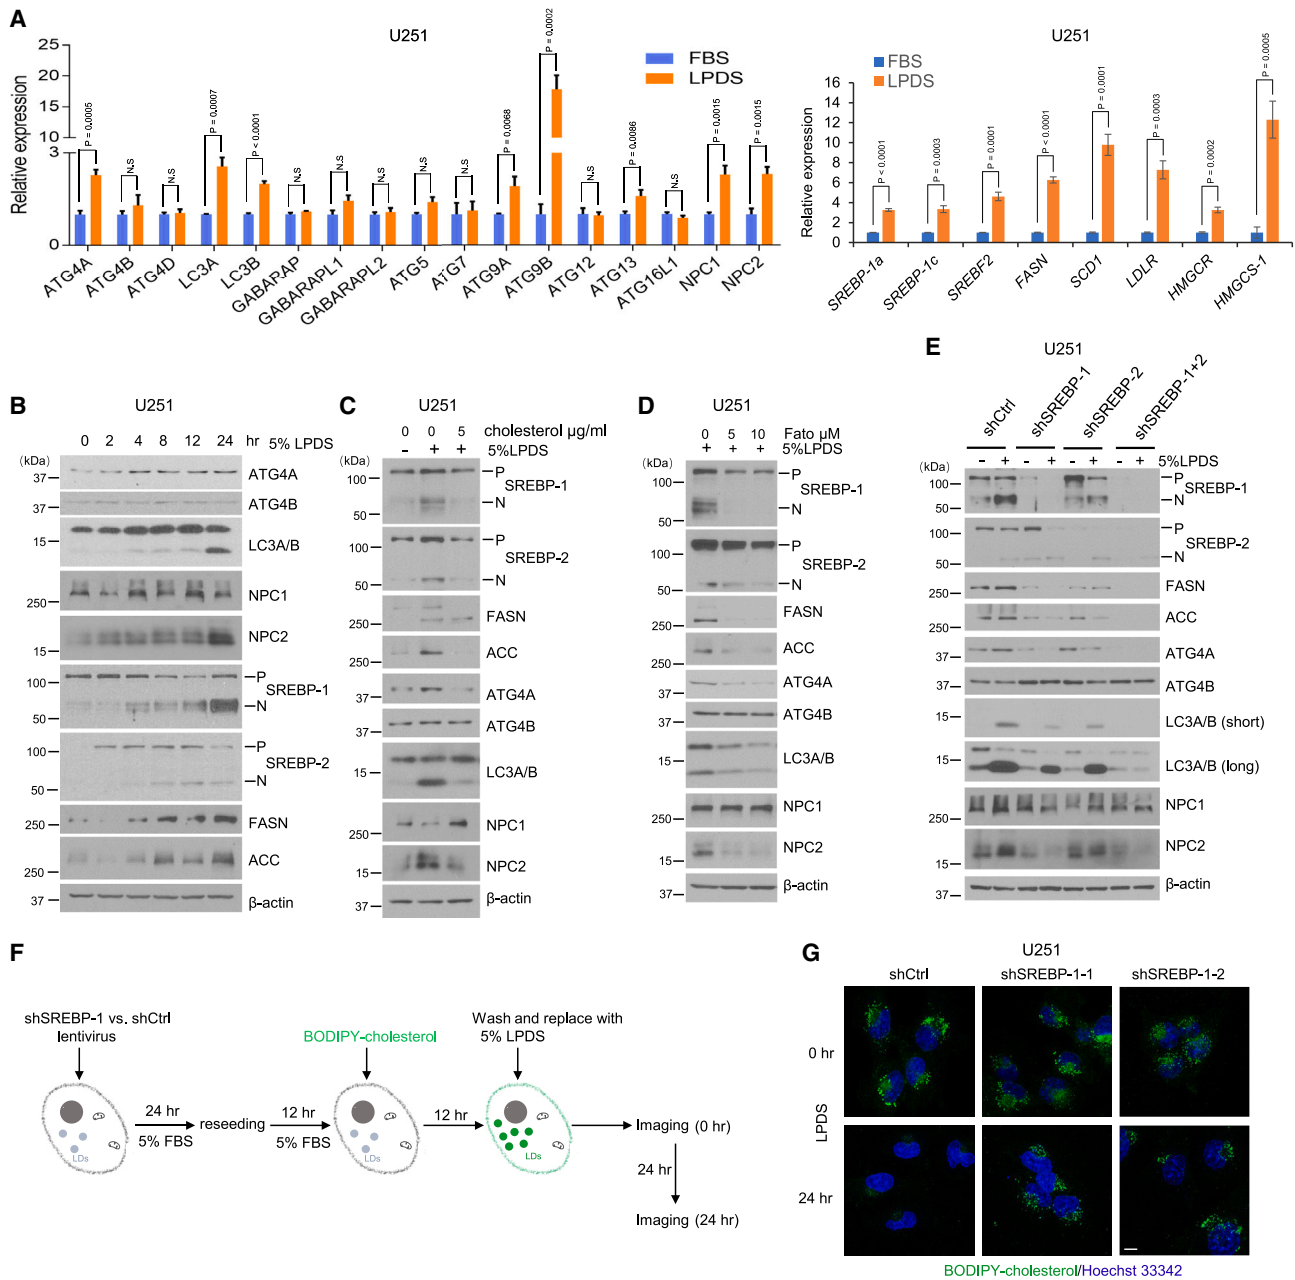 A
U251
Relative expression
25
20
15
10
3
0
FBS
LPDS
P = 0.0005
N.S
N.S
P = 0.0007
P < 0.0001
N.S
N.S
N.S
N.S
N.S
P = 0.0068
P = 0.0002
N.S
P = 0.0086
N.S
P = 0.0015
P = 0.0015
ATG4A
ATG4B
ATG4D
LC3A
LC3B
GABARAP
GABARAPL1
GABARAPL2
ATG5
ATG7
ATG9A
ATG9B
ATG12
ATG13
ATG16L1
NPC1
NPC2
U251
Relative expression
16
14
12
10
8
6
4
2
0
FBS
LPDS
P < 0.0001
P = 0.0003
P = 0.0001
P < 0.0001
P = 0.0001
P = 0.0003
P = 0.0002
P = 0.0005
SREBP-1a
SREBP-1c
SREBF2
FASN
SCD1
LDLR
HMGCR
HMGCS-1
B
U251
0 2 4 8 12 24 hr 5% LPDS
(kDa)
37 ATG4A
37 ATG4B
15 LC3A/B
250 NPC1
15 NPC2
100 P
SREBP-1
50 N
100 P
SREBP-2
50 N
250 FASN
250 ACC
37 β-actin
C
U251
0 0 5 cholesterol µg/ml
- + + 5%LPDS
(kDa)
100 P
SREBP-1
50 N
100 P
SREBP-2
50 N
250 FASN
250 ACC
37 ATG4A
37 ATG4B
15 LC3A/B
250 NPC1
15 NPC2
37 β-actin
D
U251
0 5 10 Fato µM
+ + + 5%LPDS
(kDa)
100 P
SREBP-1
50 N
100 P
SREBP-2
50 N
250 FASN
250 ACC
37 ATG4A
37 ATG4B
15 LC3A/B
250 NPC1
15 NPC2
37 β-actin
E
U251
shCtrl
shSREBP-1
shSREBP-2
shSREBP-1+2
- + - + - + - + 5%LPDS
(kDa)
100 P
SREBP-1
50 N
100 P
SREBP-2
50 N
250 FASN
250 ACC
37 ATG4A
37 ATG4B
15 LC3A/B (short)
15 LC3A/B (long)
250 NPC1
15 NPC2
37 β-actin
F
shSREBP-1 vs. shCtrl
lentivirus
LDs
24 hr
5% FBS
reseeding
12 hr
5% FBS
BODIPY-cholesterol
LDs
12 hr
Wash and replace with
5% LPDS
LDs
Imaging (0 hr)
24 hr
Imaging (24 hr)
G
U251
shCtrl
shSREBP-1-1
shSREBP-1-2
0 hr
LPDS
24 hr
BODIPY-cholesterol/Hoechst 33342